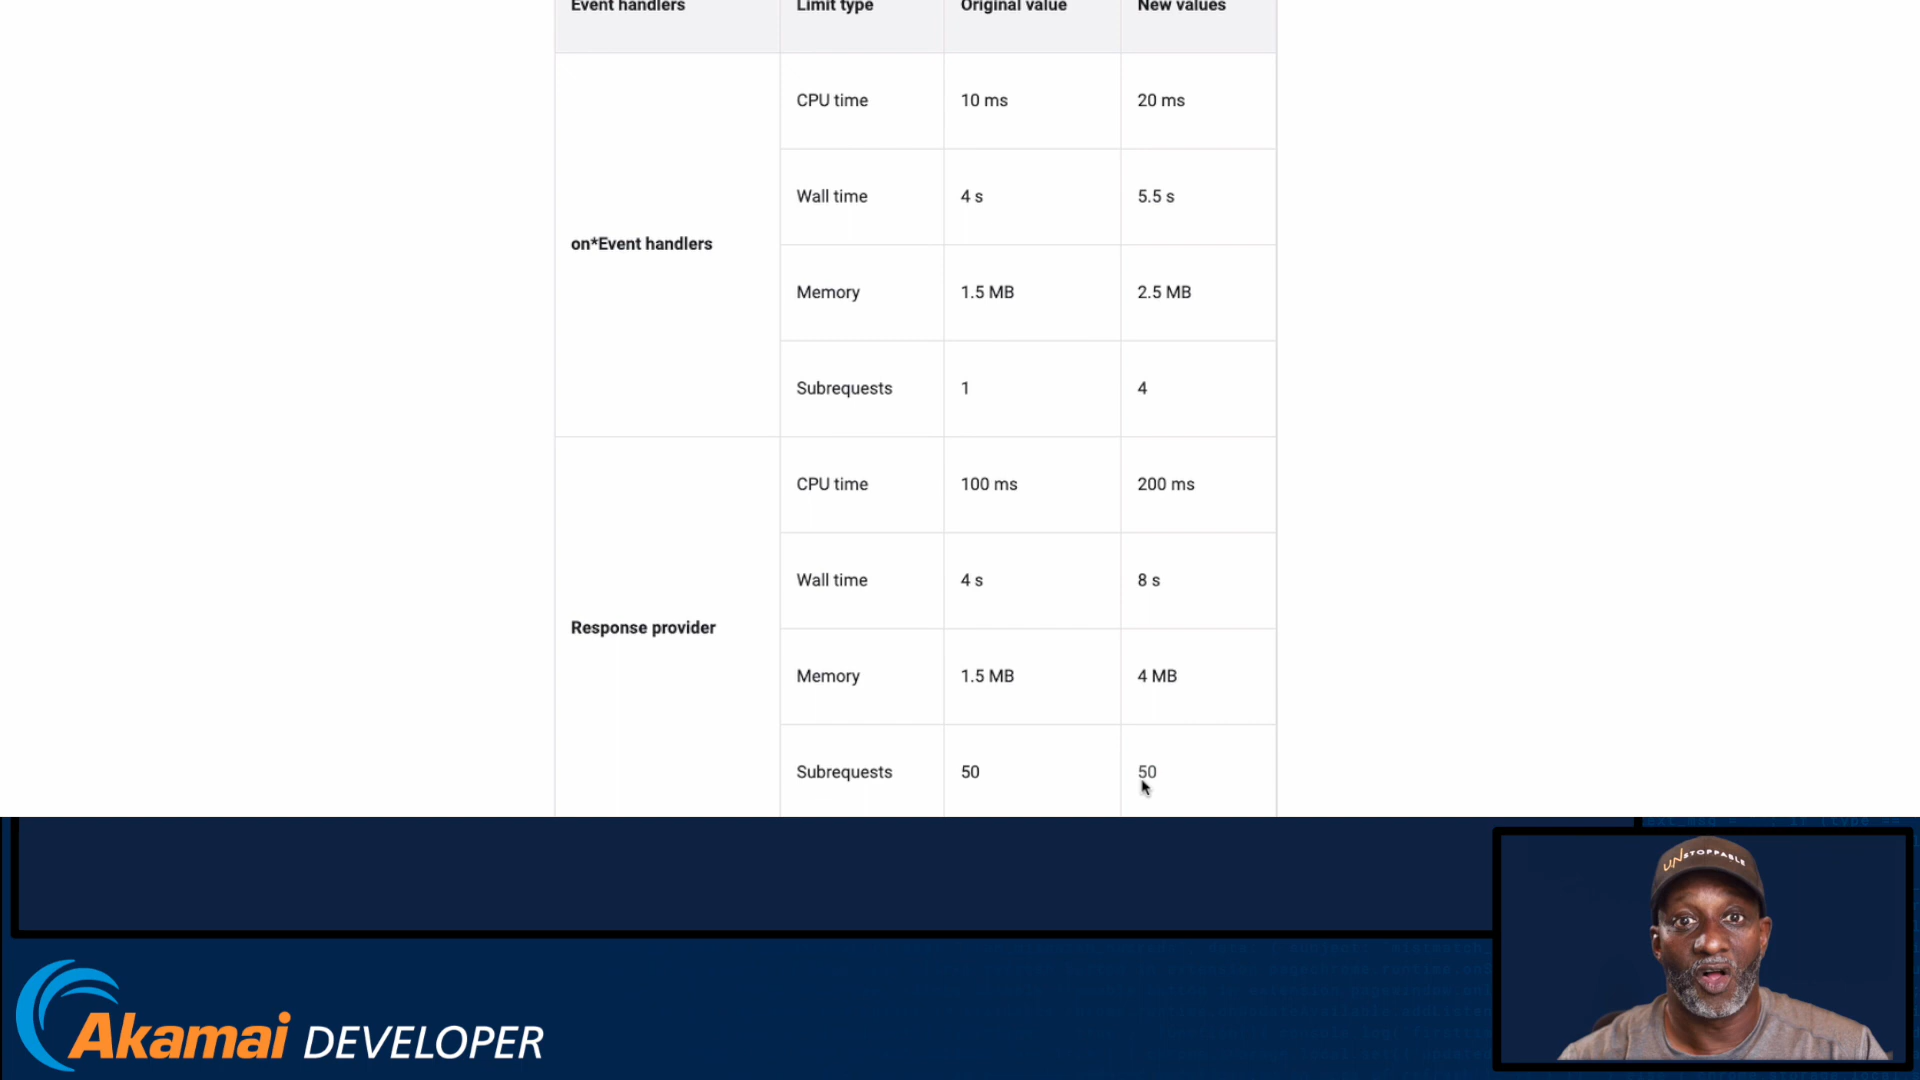 Event handlers Limit type Original value New values
CPU time 10 ms 20 ms
Wall time 4 s 5.5 s
on*Event handlers
Memory 1.5 MB 2.5 MB
Subrequests 1 4
CPU time 100 ms 200 ms
Wall time 4 s 8 s
Response provider
Memory 1.5 MB 4 MB
Subrequests 50 50
UNSTOPPABLE
Akamai DEVELOPER